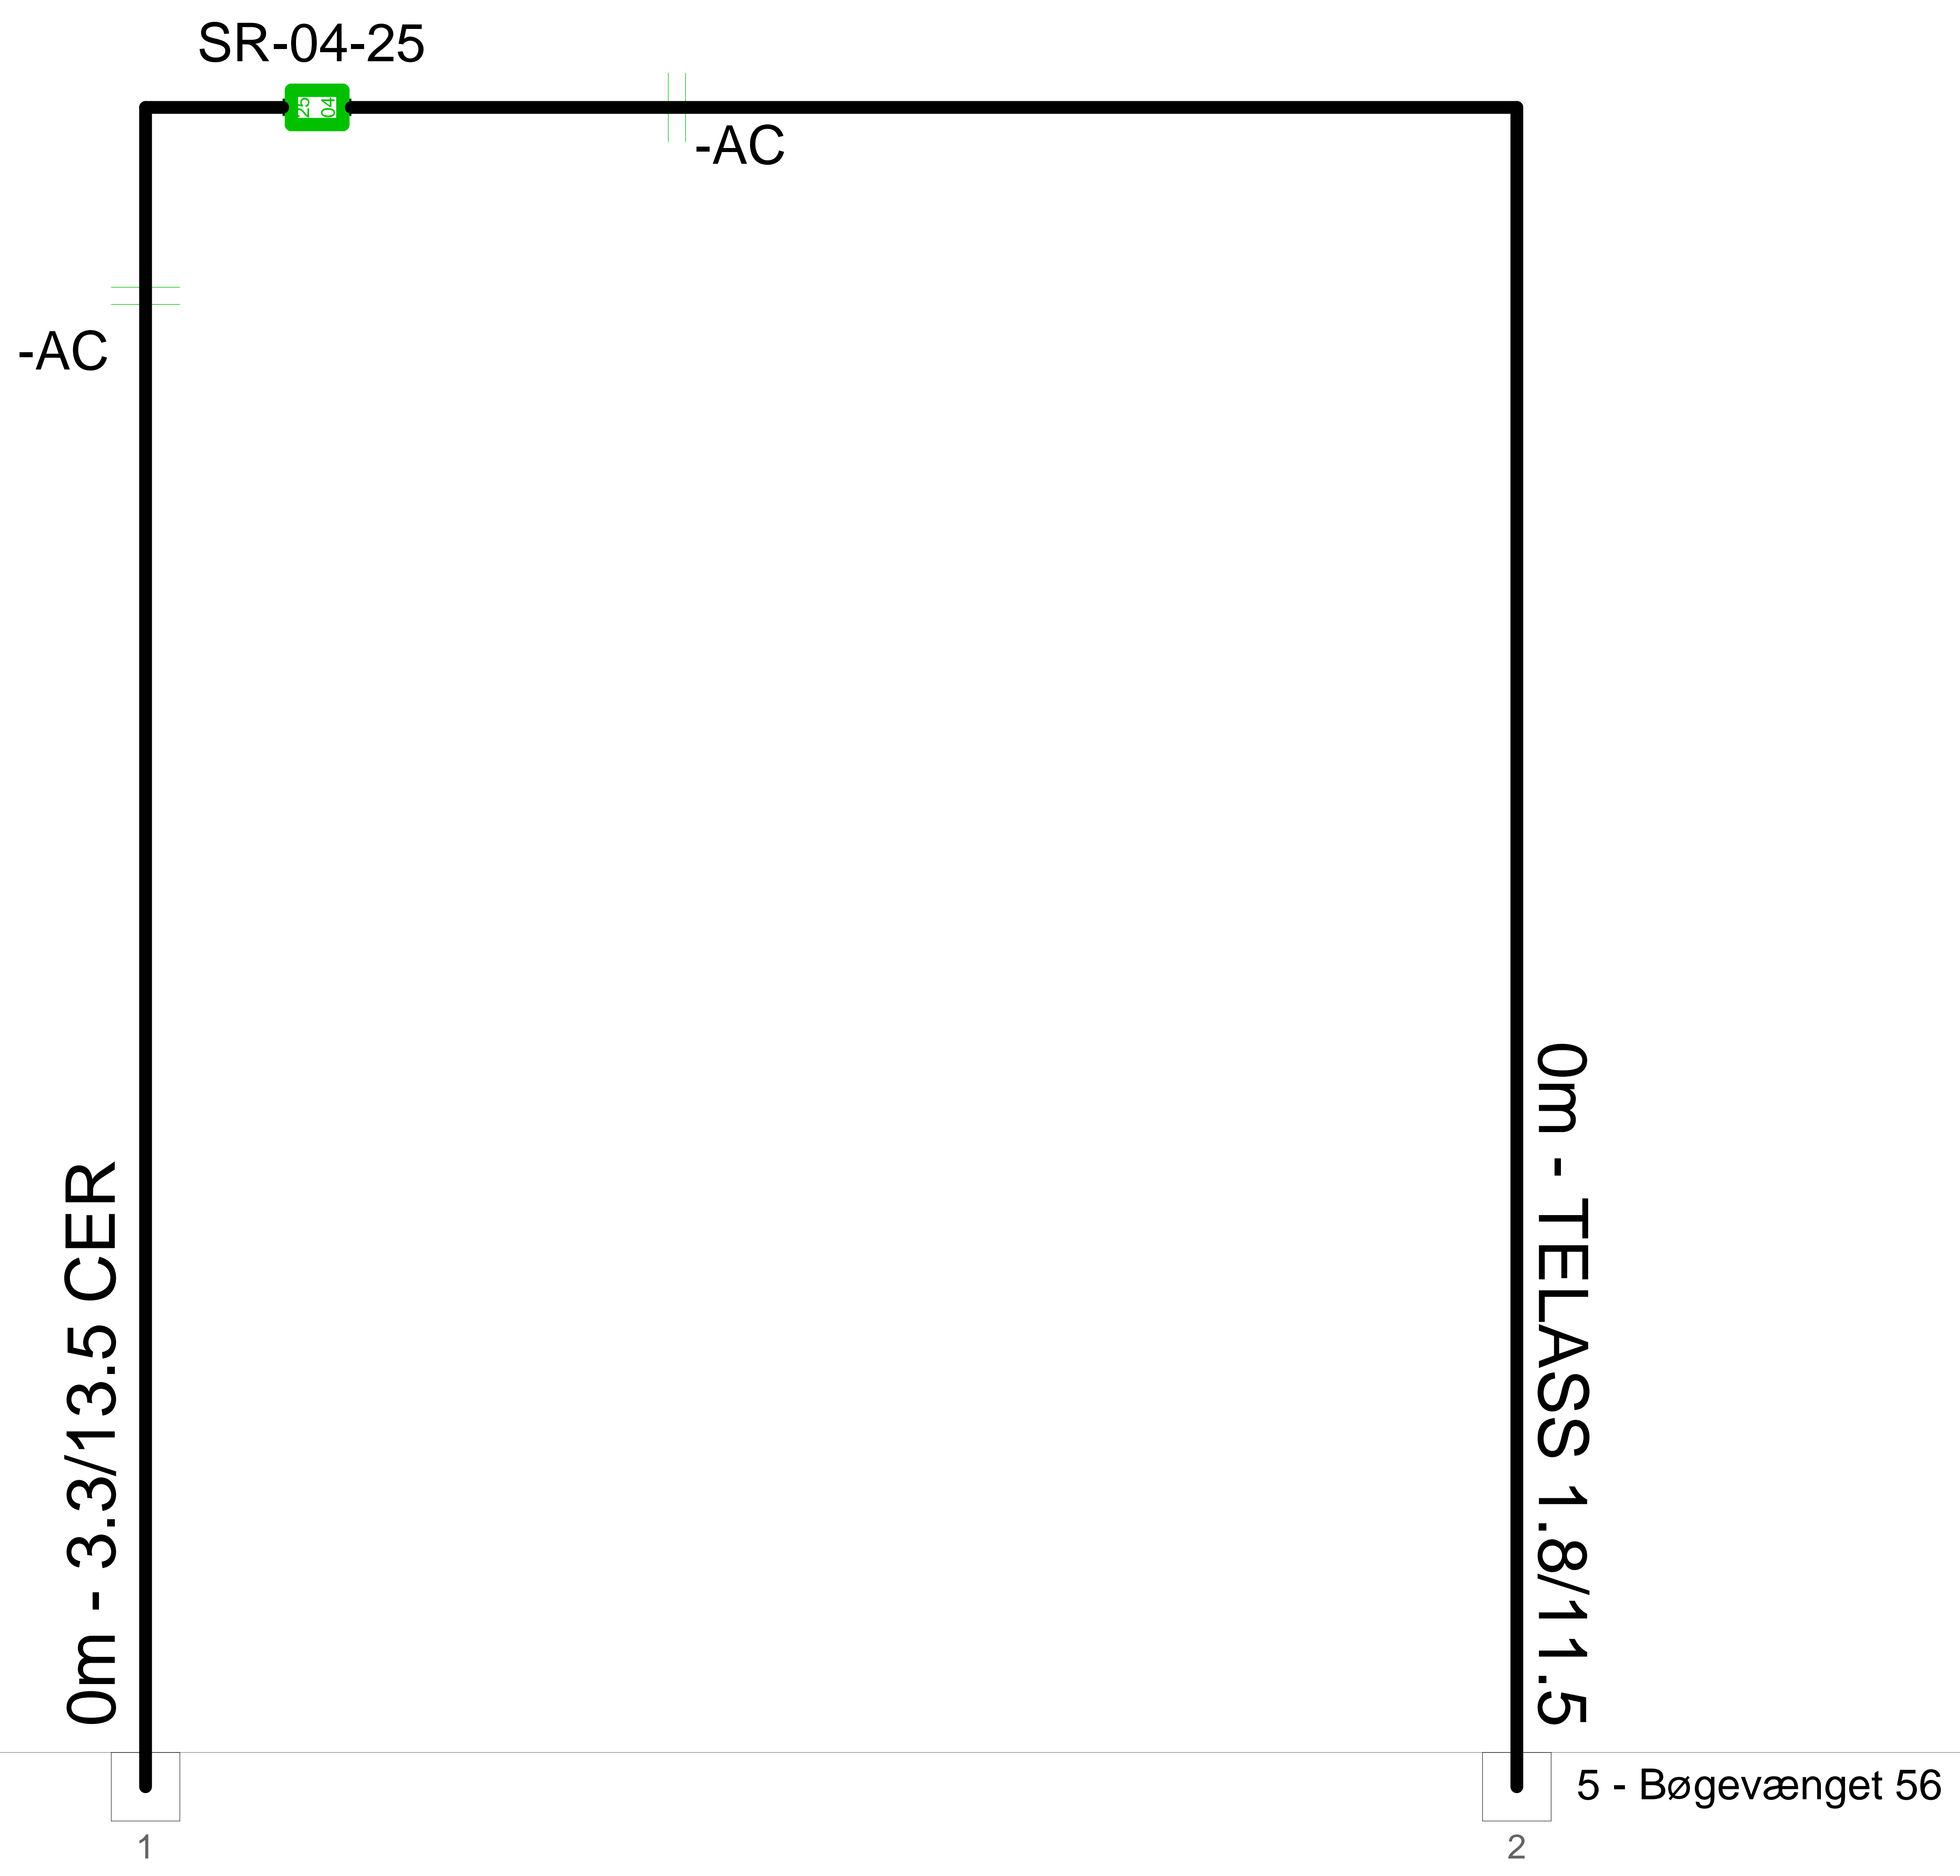 SR-04-25
25
04
-AC
-AC
0m - 3.3/13.5 CER
0m - TELASS 1.8/11.5
5 - Bøgevænget 56
1
2